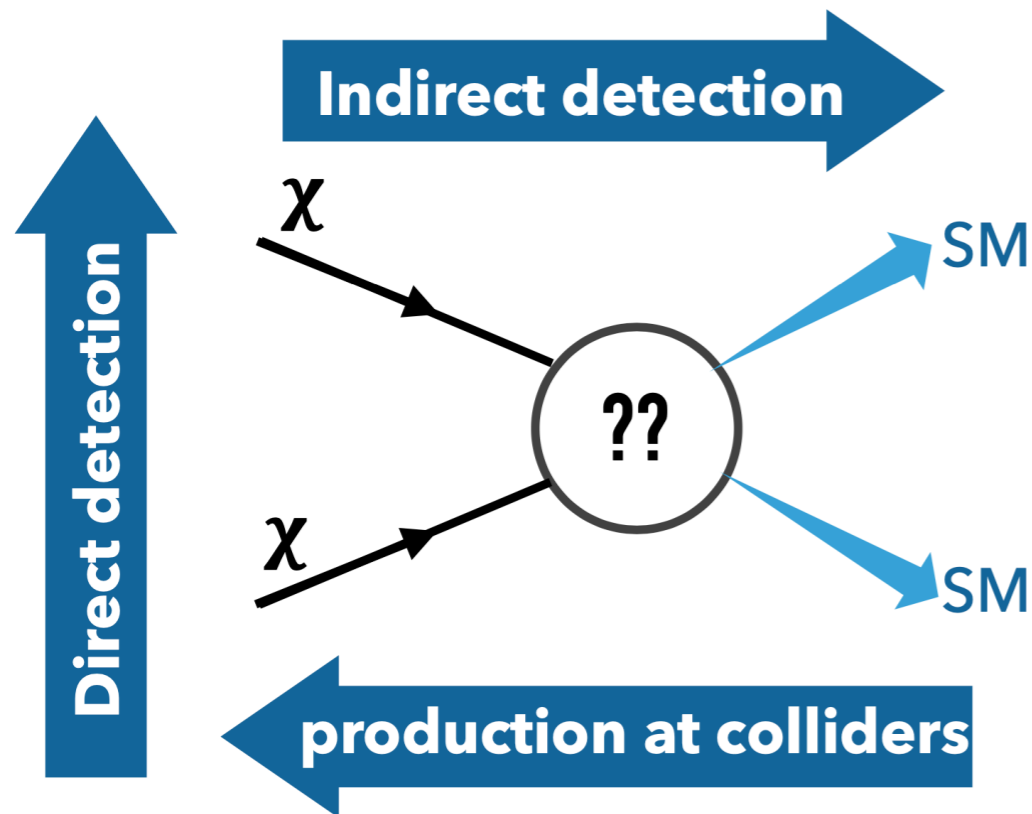 Indirect detection
χ
SM
Direct detection
??
χ
SM
production at colliders